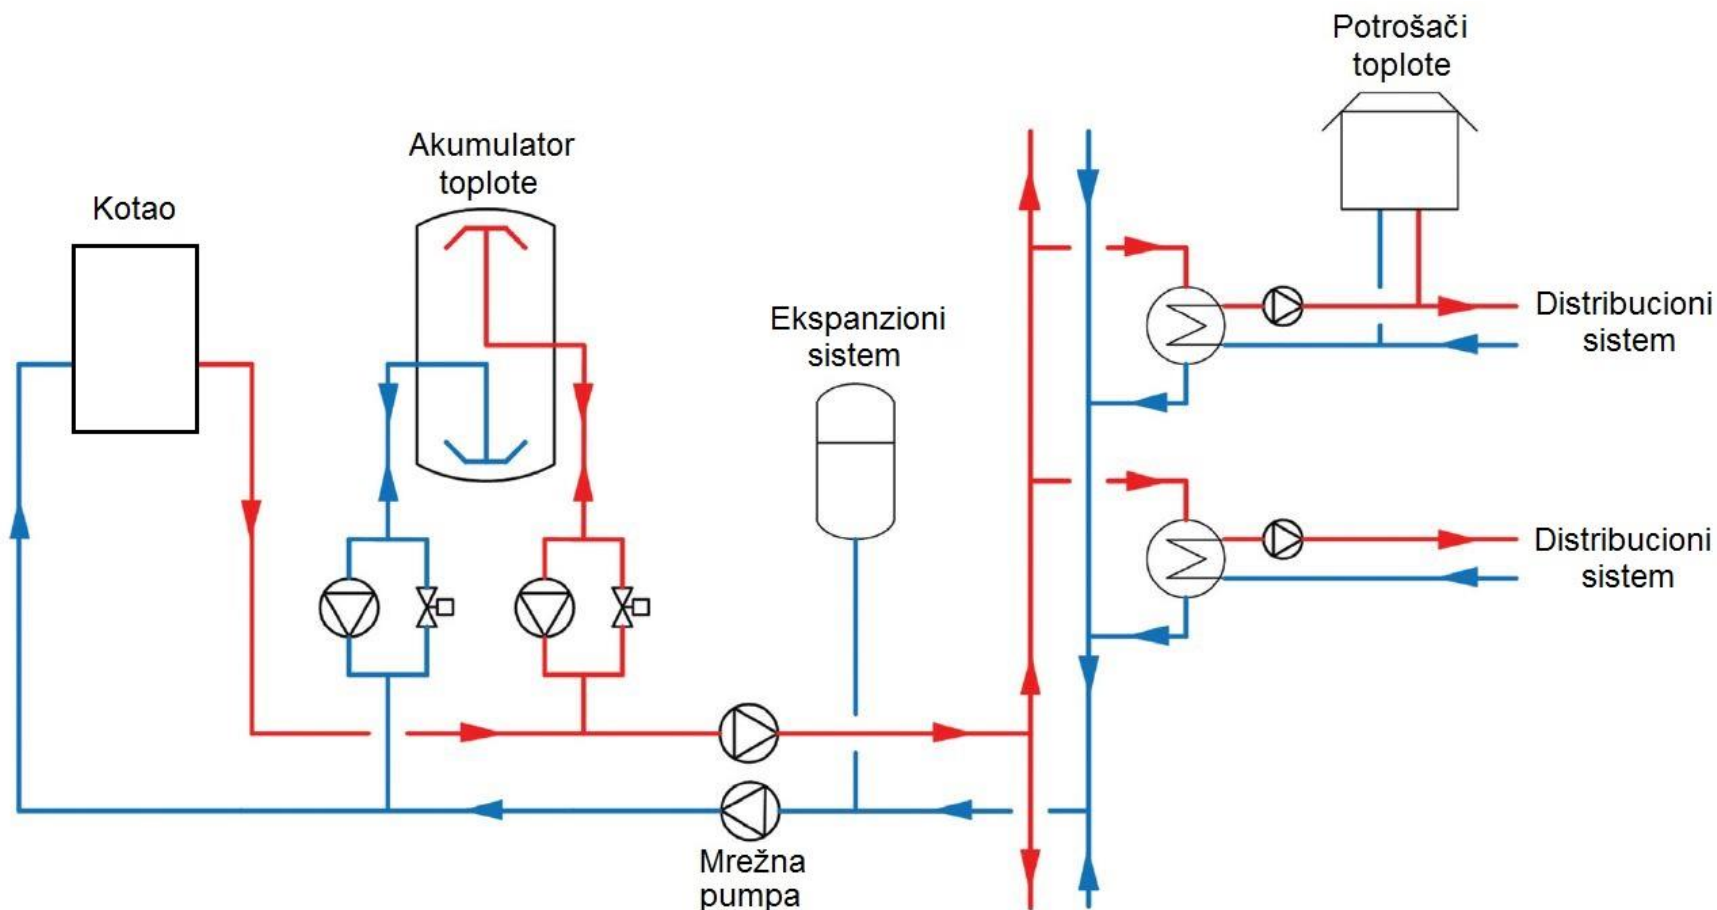 Potrošači
toplote
Akumulator
toplote
Kotao
Ekspanzioni
sistem
Distribucioni
sistem
Distribucioni
sistem
Mrežna
pumpa